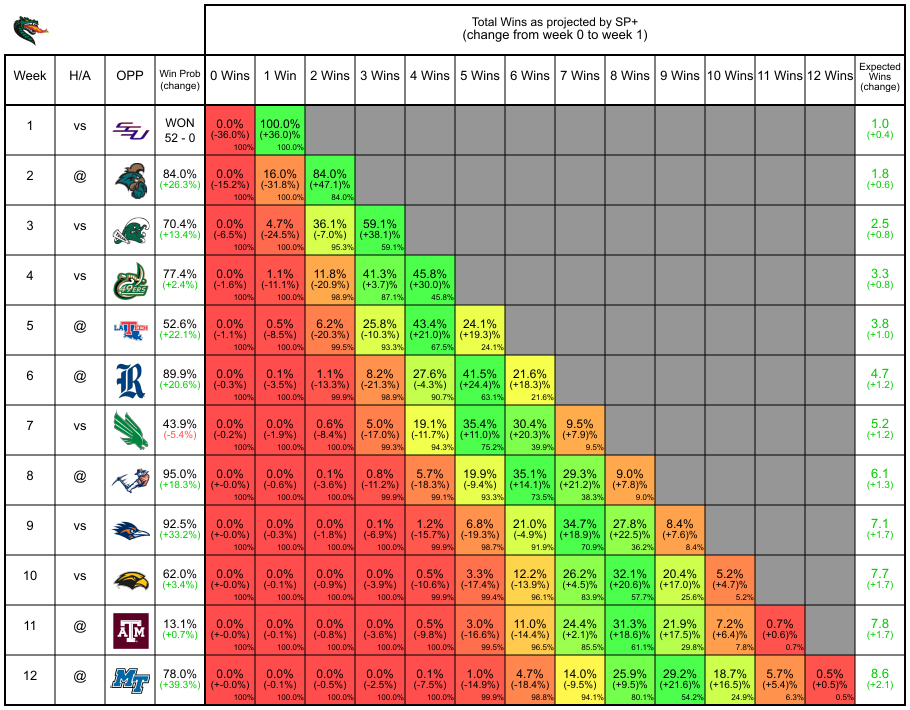 Total Wins as projected by SP+
(change from week 0 to week 1)
Week H/A OPP Win Prob (change) 0 Wins 1 Win 2 Wins 3 Wins 4 Wins 5 Wins 6 Wins 7 Wins 8 Wins 9 Wins 10 Wins 11 Wins 12 Wins Expected Wins (change)
1 vs SSU WON 0.0% 100.0% 1.0
52 - 0 (-36.0%) (+36.0)% (+0.4)
100% 100.0%
2 @ 84.0% 0.0% 16.0% 84.0% 1.8
(+26.3%) (-15.2%) (-31.8%) (+47.1)% (+0.6)
100% 100.0% 84.0%
3 vs 70.4% 0.0% 4.7% 36.1% 59.1% 2.5
(+13.4%) (-6.5%) (-24.5%) (-7.0%) (+38.1)% (+0.8)
100% 100.0% 95.3% 59.1%
4 vs 49ERS 77.4% 0.0% 1.1% 11.8% 41.3% 45.8% 3.3
(+2.4%) (-1.6%) (-11.1%) (-20.9%) (+3.7)% (+30.0)% (+0.8)
100% 100.0% 98.9% 87.1% 45.8%
5 @ LA TECH 52.6% 0.0% 0.5% 6.2% 25.8% 43.4% 24.1% 3.8
(+22.1%) (-1.1%) (-8.5%) (-20.3%) (-10.3%) (+21.0)% (+19.3)% (+1.0)
100% 100.0% 99.5% 93.3% 67.5% 24.1%
6 @ R 89.9% 0.0% 0.1% 1.1% 8.2% 27.6% 41.5% 21.6% 4.7
(+20.6%) (-0.3%) (-3.5%) (-13.3%) (-21.3%) (-4.3%) (+24.4)% (+18.3)% (+1.2)
100% 100.0% 99.9% 98.9% 90.7% 63.1% 21.6%
7 vs 43.9% 0.0% 0.0% 0.6% 5.0% 19.1% 35.4% 30.4% 9.5% 5.2
(-5.4%) (-0.2%) (-1.9%) (-8.4%) (-17.0%) (-11.7%) (+11.0)% (+20.3)% (+7.9)% (+1.2)
100% 100.0% 100.0% 99.3% 94.3% 75.2% 39.9% 9.5%
8 @ 95.0% 0.0% 0.0% 0.1% 0.8% 5.7% 19.9% 35.1% 29.3% 9.0% 6.1
(+18.3%) (+-0.0%) (-0.6%) (-3.6%) (-11.2%) (-18.3%) (-9.4%) (+14.1)% (+21.2)% (+7.8)% (+1.3)
100% 100.0% 100.0% 99.9% 99.1% 93.3% 73.5% 38.3% 9.0%
9 vs 92.5% 0.0% 0.0% 0.0% 0.1% 1.2% 6.8% 21.0% 34.7% 27.8% 8.4% 7.1
(+33.2%) (+-0.0%) (-0.3%) (-1.8%) (-6.9%) (-15.7%) (-19.3%) (-4.9%) (+18.9)% (+22.5)% (+7.6)% (+1.7)
100% 100.0% 100.0% 100.0% 99.9% 98.7% 91.9% 70.9% 36.2% 8.4%
10 vs 62.0% 0.0% 0.0% 0.0% 0.0% 0.5% 3.3% 12.2% 26.2% 32.1% 20.4% 5.2% 7.7
(+3.4%) (+-0.0%) (-0.1%) (-0.9%) (-3.9%) (-10.6%) (-17.4%) (-13.9%) (+4.5)% (+20.6)% (+17.0)% (+4.7)% (+1.7)
100% 100.0% 100.0% 100.0% 99.9% 99.4% 96.1% 83.9% 57.7% 25.6% 5.2%
11 @ ATM 13.1% 0.0% 0.0% 0.0% 0.0% 0.5% 3.0% 11.0% 24.4% 31.3% 21.9% 7.2% 0.7% 7.8
(+0.7%) (+-0.0%) (-0.1%) (-0.8%) (-3.6%) (-9.8%) (-16.6%) (-14.4%) (+2.1)% (+18.6)% (+17.5)% (+6.4)% (+0.6)% (+1.7)
100% 100.0% 100.0% 100.0% 100.0% 99.5% 96.5% 85.5% 61.1% 29.8% 7.8% 0.7%
12 @ MT 78.0% 0.0% 0.0% 0.0% 0.0% 0.1% 1.0% 4.7% 14.0% 25.9% 29.2% 18.7% 5.7% 0.5% 8.6
(+39.3%) (+-0.0%) (-0.1%) (-0.5%) (-2.5%) (-7.5%) (-14.9%) (-18.4%) (-9.5)% (+9.5)% (+21.6)% (+16.5)% (+5.4)% (+0.5)% (+2.1)
100% 100.0% 100.0% 100.0% 100.0% 99.9% 98.8% 94.1% 80.1% 54.2% 24.9% 6.3% 0.5%